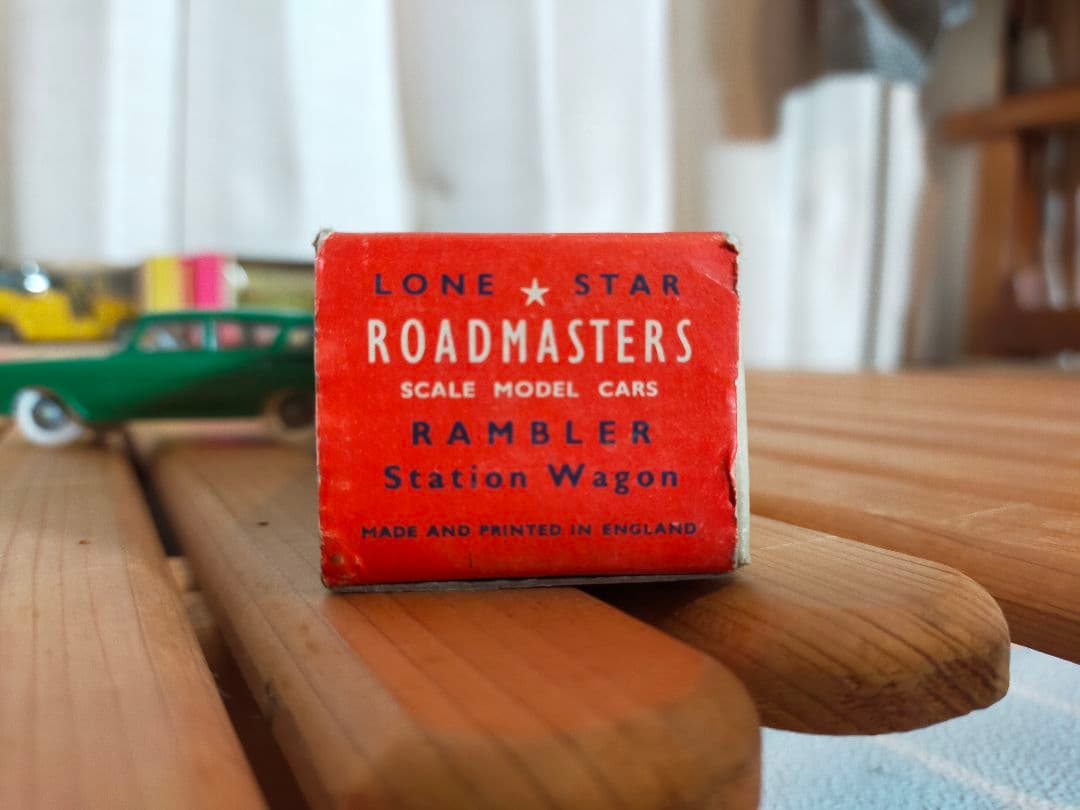 LONE ★ STAR
ROADMASTERS
SCALE MODEL CARS
RAMBLER
Station Wagon
MADE AND PRINTED IN ENGLAND